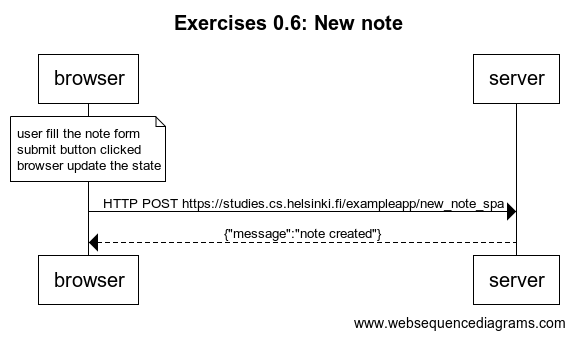 Exercises 0.6: New note
browser
server
user fill the note form
submit button clicked
browser update the state
HTTP POST https://studies.cs.helsinki.fi/exampleapp/new_note_spa
{"message":"note created"}
browser
server
www.websequencediagrams.com